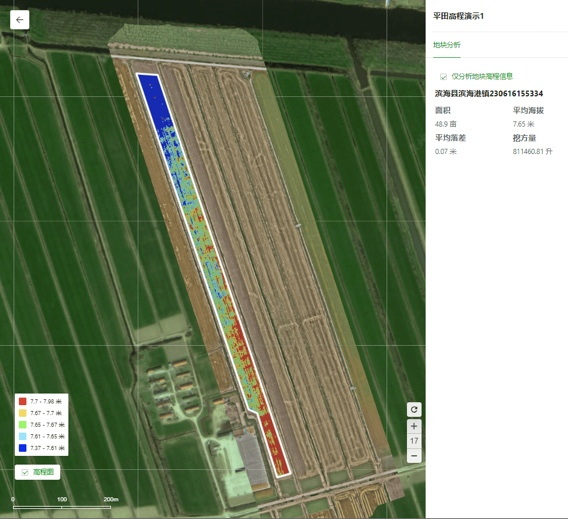 平田高程演示1
地块分析
仅分析地块高程信息
滨海县滨海港镇230616155334
面积 平均海拔
48.9 亩 7.65 米
平均落差 挖方量
0.07 米 811460.81 升
7.7 - 7.98 米
7.67 - 7.7 米
7.65 - 7.67 米
7.61 - 7.65 米
7.37 - 7.61 米
高程图
17
0 100 200m